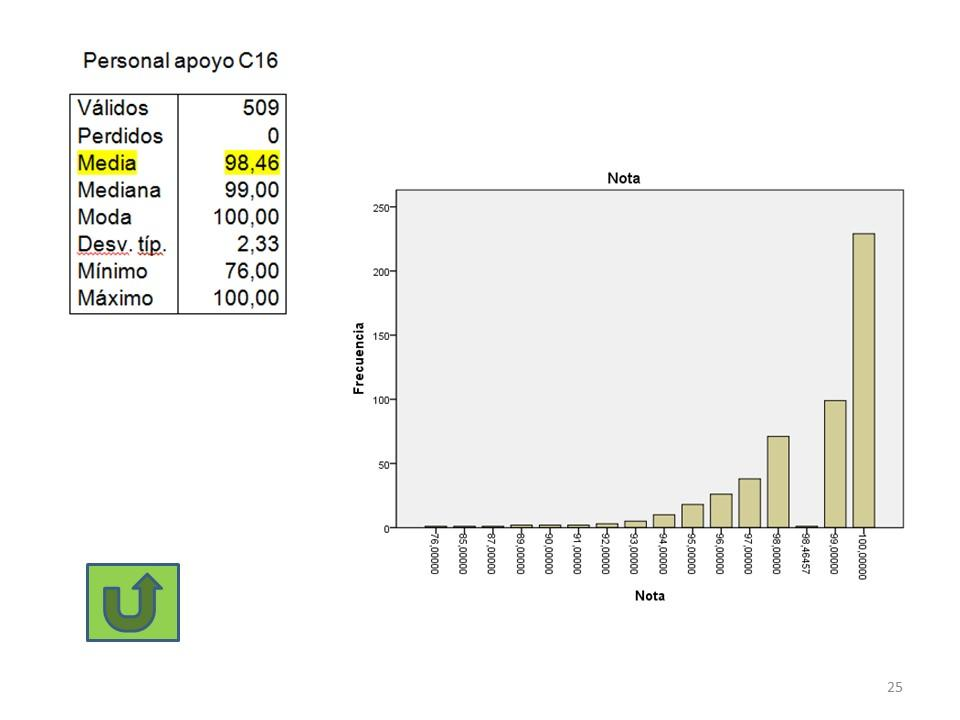 Personal apoyo C16
Válidos 509
Perdidos 0
Media 98,46
Mediana 99,00
Moda 100,00
Desv. típ. 2,33
Mínimo 76,00
Máximo 100,00
Nota
Frecuencia
250
200
150
100
50
0
76,00000
85,00000
87,00000
89,00000
90,00000
91,00000
92,00000
93,00000
94,00000
95,00000
96,00000
97,00000
98,00000
98,46457
99,00000
100,00000
Nota
25